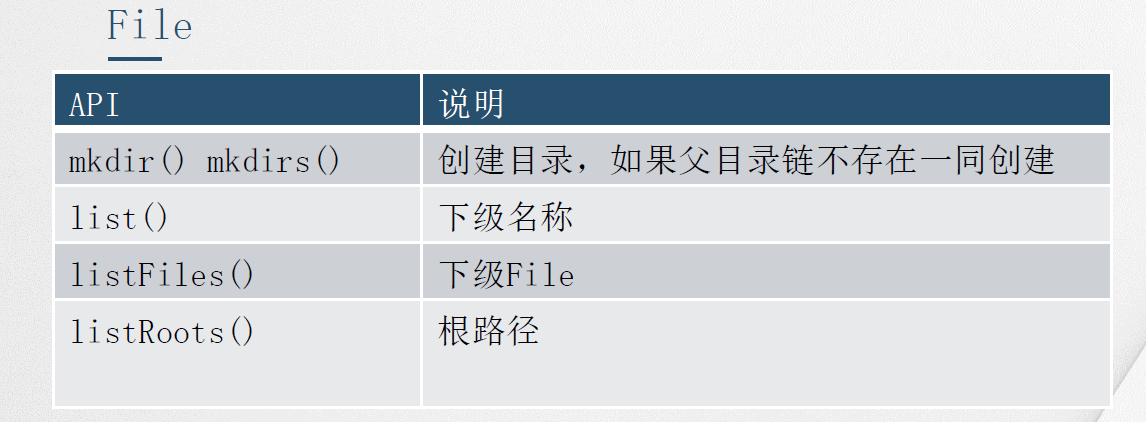 File
API 说明
mkdir() mkdirs() 创建目录，如果父目录链不存在一同创建
list() 下级名称
listFiles() 下级File
listRoots() 根路径